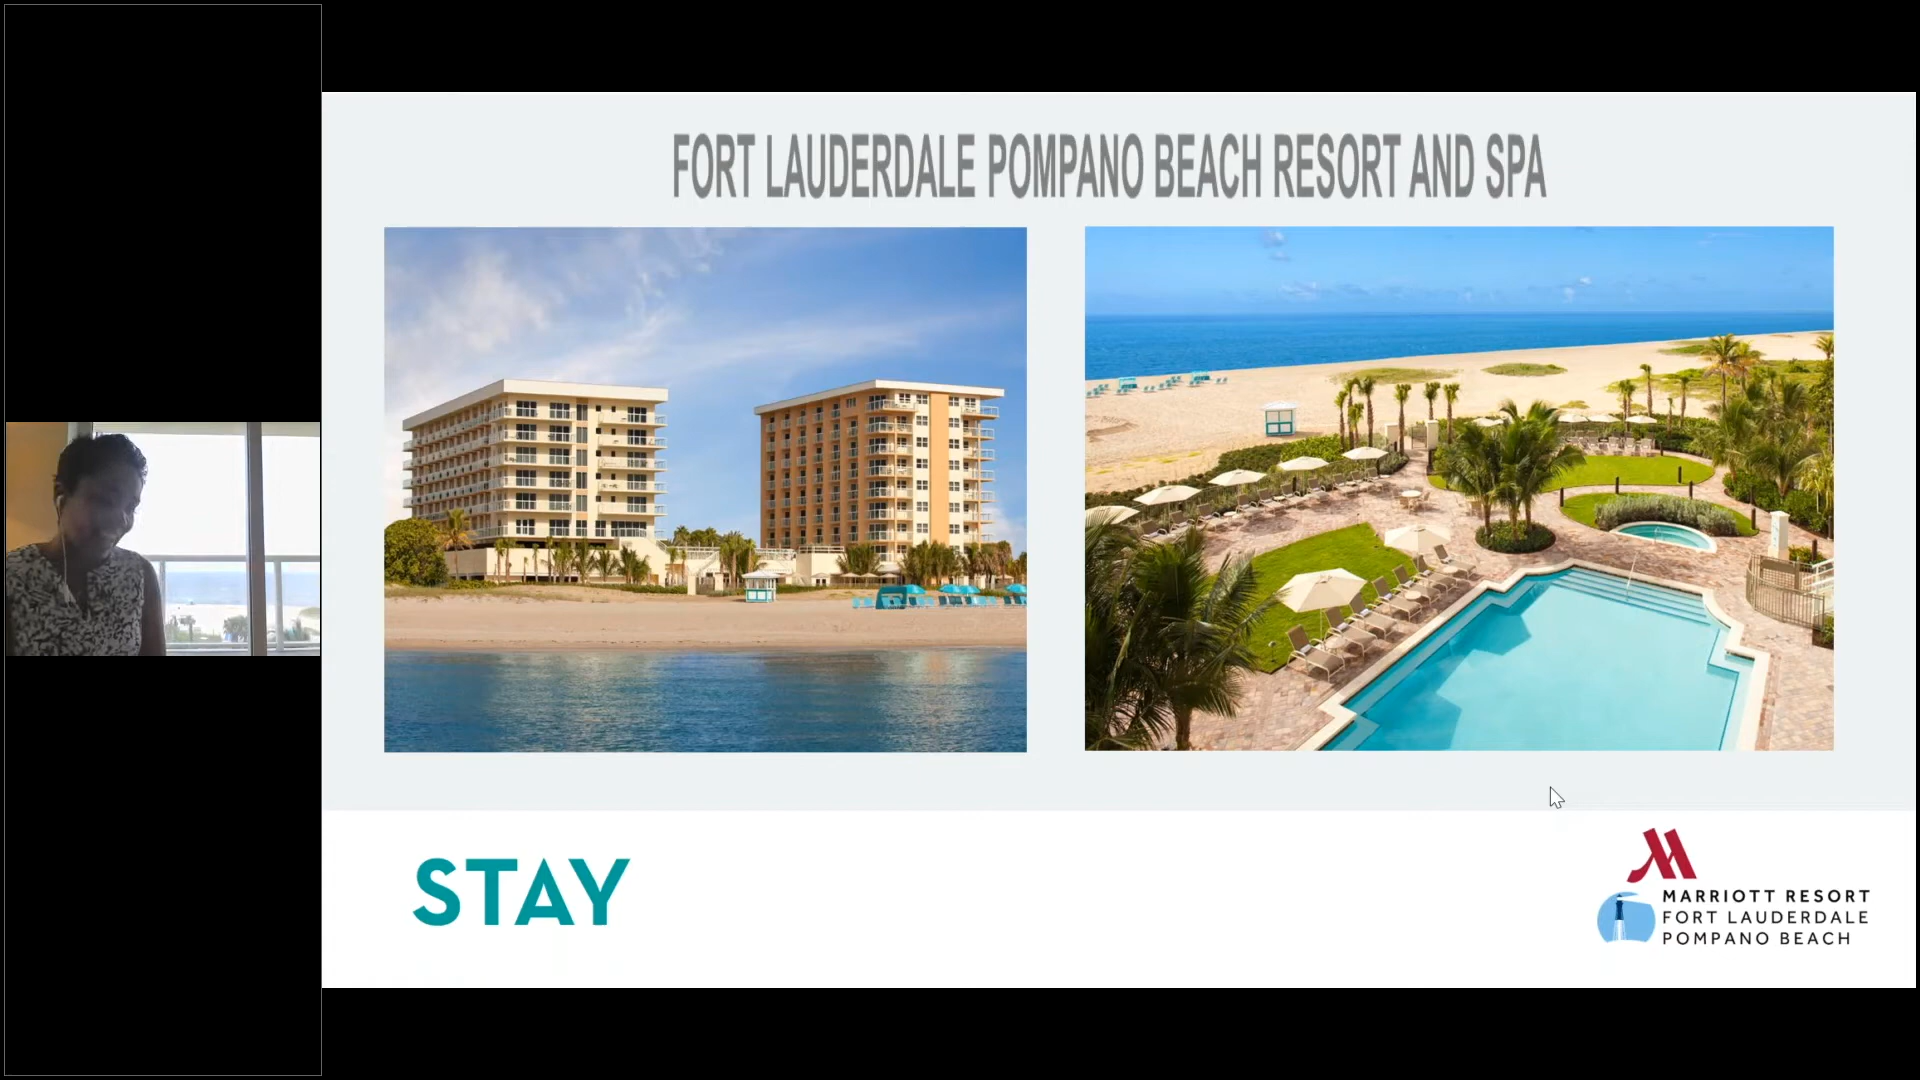 FORT LAUDERDALE POMPANO BEACH RESORT AND SPA
STAY
MARRIOTT RESORT
FORT LAUDERDALE
POMPANO BEACH